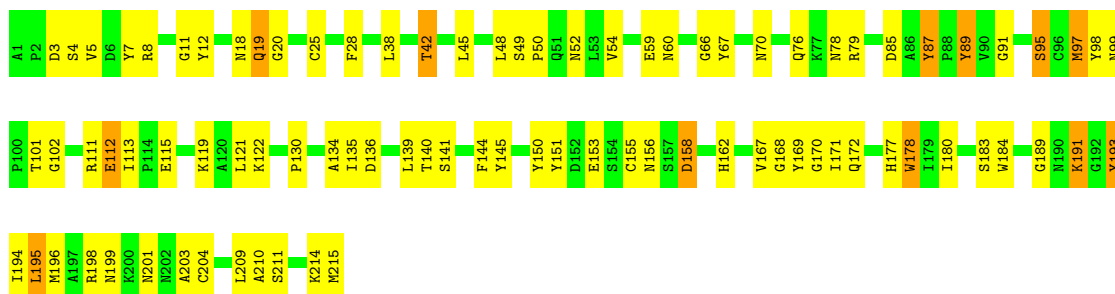 A1 P2 D3 S4 V5 D6 Y7 R8 G11 Y12 N18 Q19 G20 C25 F28 L38 T42 L45 L48 S49 P50 Q51 N52 L53 V54 E59 N60 G66 Y67 N70 Q76 K77 N78 R79 D85 A86 Y87 P88 Y89 V90 G91 S95 C96 M97 Y98 N99
P100 T101 G102 R111 E112 I113 P114 E115 K119 A120 L121 K122 P130 A134 I135 D136 L139 T140 S141 F144 Y145 Y150 Y151 D152 E153 S154 C155 N156 S157 D158 H162 V167 G168 Y169 G170 I171 Q172 H177 W178 I179 I180 S183 W184 G189 N190 K191 G192 Y193
I194 L195 M196 A197 R198 N199 K200 N201 N202 A203 C204 L209 A210 S211 K214 M215